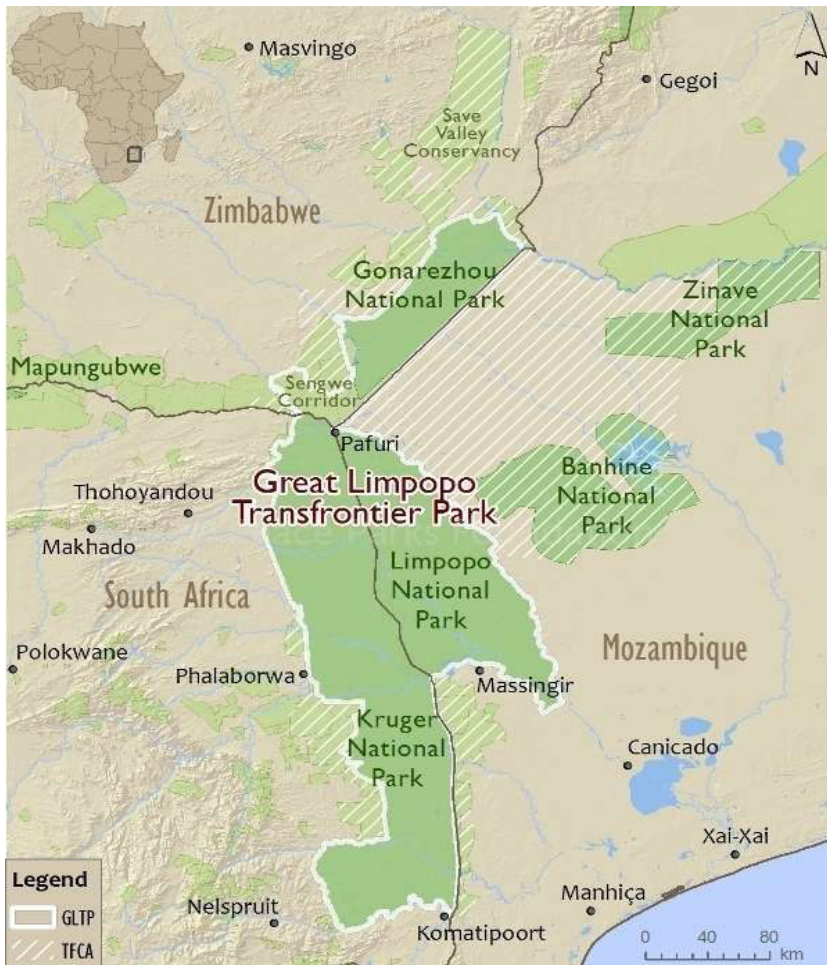 Masvingo
N
Gegoi
Save
Valley
Conservancy
Zimbabwe
Gonarezhou
National Park
Zinave
National
Park
Mapungubwe
Sengwe
Corridor
Pafuri
Banhine
National
Park
Great Limpopo
Transfrontier Park
Thohoyandou
Makhado
Limpopo
National
Park
South Africa
Mozambique
Polokwane
Phalaborwa
Massingir
Kruger
National
Park
Canicado
Xai-Xai
Legend
GLTP
TFCA
Nelspruit
Komatipoort
Manhiça
0 40 80
km